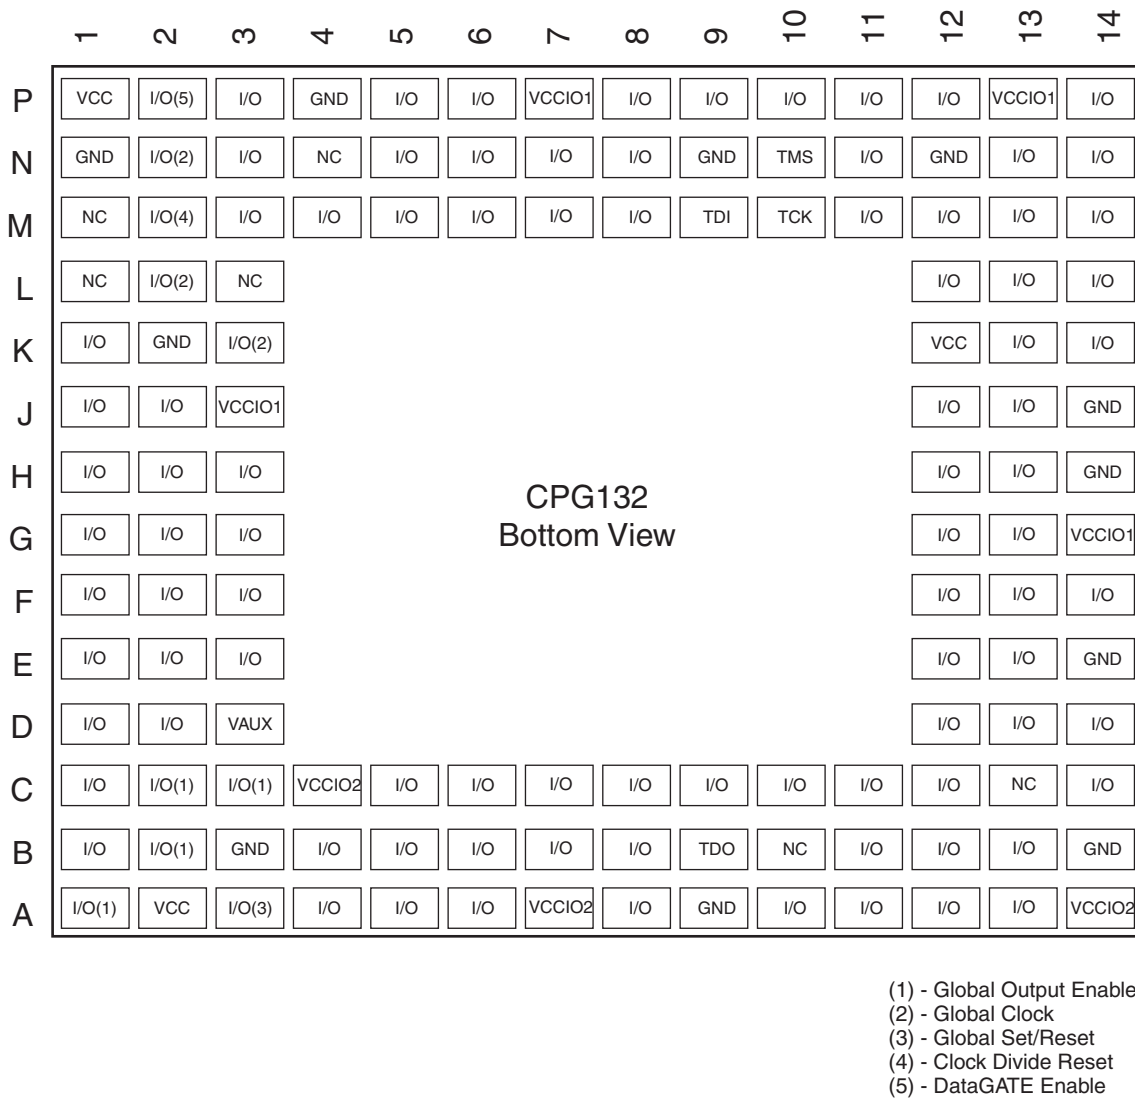 1 2 3 4 5 6 7 8 9 10 11 12 13 14
P VCC I/O(5) I/O GND I/O I/O VCCIO1 I/O I/O I/O I/O I/O VCCIO1 I/O
N GND I/O(2) I/O NC I/O I/O I/O I/O GND TMS I/O GND I/O I/O
M NC I/O(4) I/O I/O I/O I/O I/O I/O TDI TCK I/O I/O I/O I/O
L NC I/O(2) NC I/O I/O I/O
K I/O GND I/O(2) VCC I/O I/O
J I/O I/O VCCIO1 I/O I/O GND
H I/O I/O I/O I/O I/O GND
CPG132
Bottom View
G I/O I/O I/O I/O I/O VCCIO1
F I/O I/O I/O I/O I/O I/O
E I/O I/O I/O I/O I/O GND
D I/O I/O VAUX I/O I/O I/O
C I/O I/O(1) I/O(1) VCCIO2 I/O I/O I/O I/O I/O I/O I/O I/O NC I/O
B I/O I/O(1) GND I/O I/O I/O I/O I/O TDO NC I/O I/O I/O GND
A I/O(1) VCC I/O(3) I/O I/O I/O VCCIO2 I/O GND I/O I/O I/O I/O VCCIO2
(1) - Global Output Enable
(2) - Global Clock
(3) - Global Set/Reset
(4) - Clock Divide Reset
(5) - DataGATE Enable